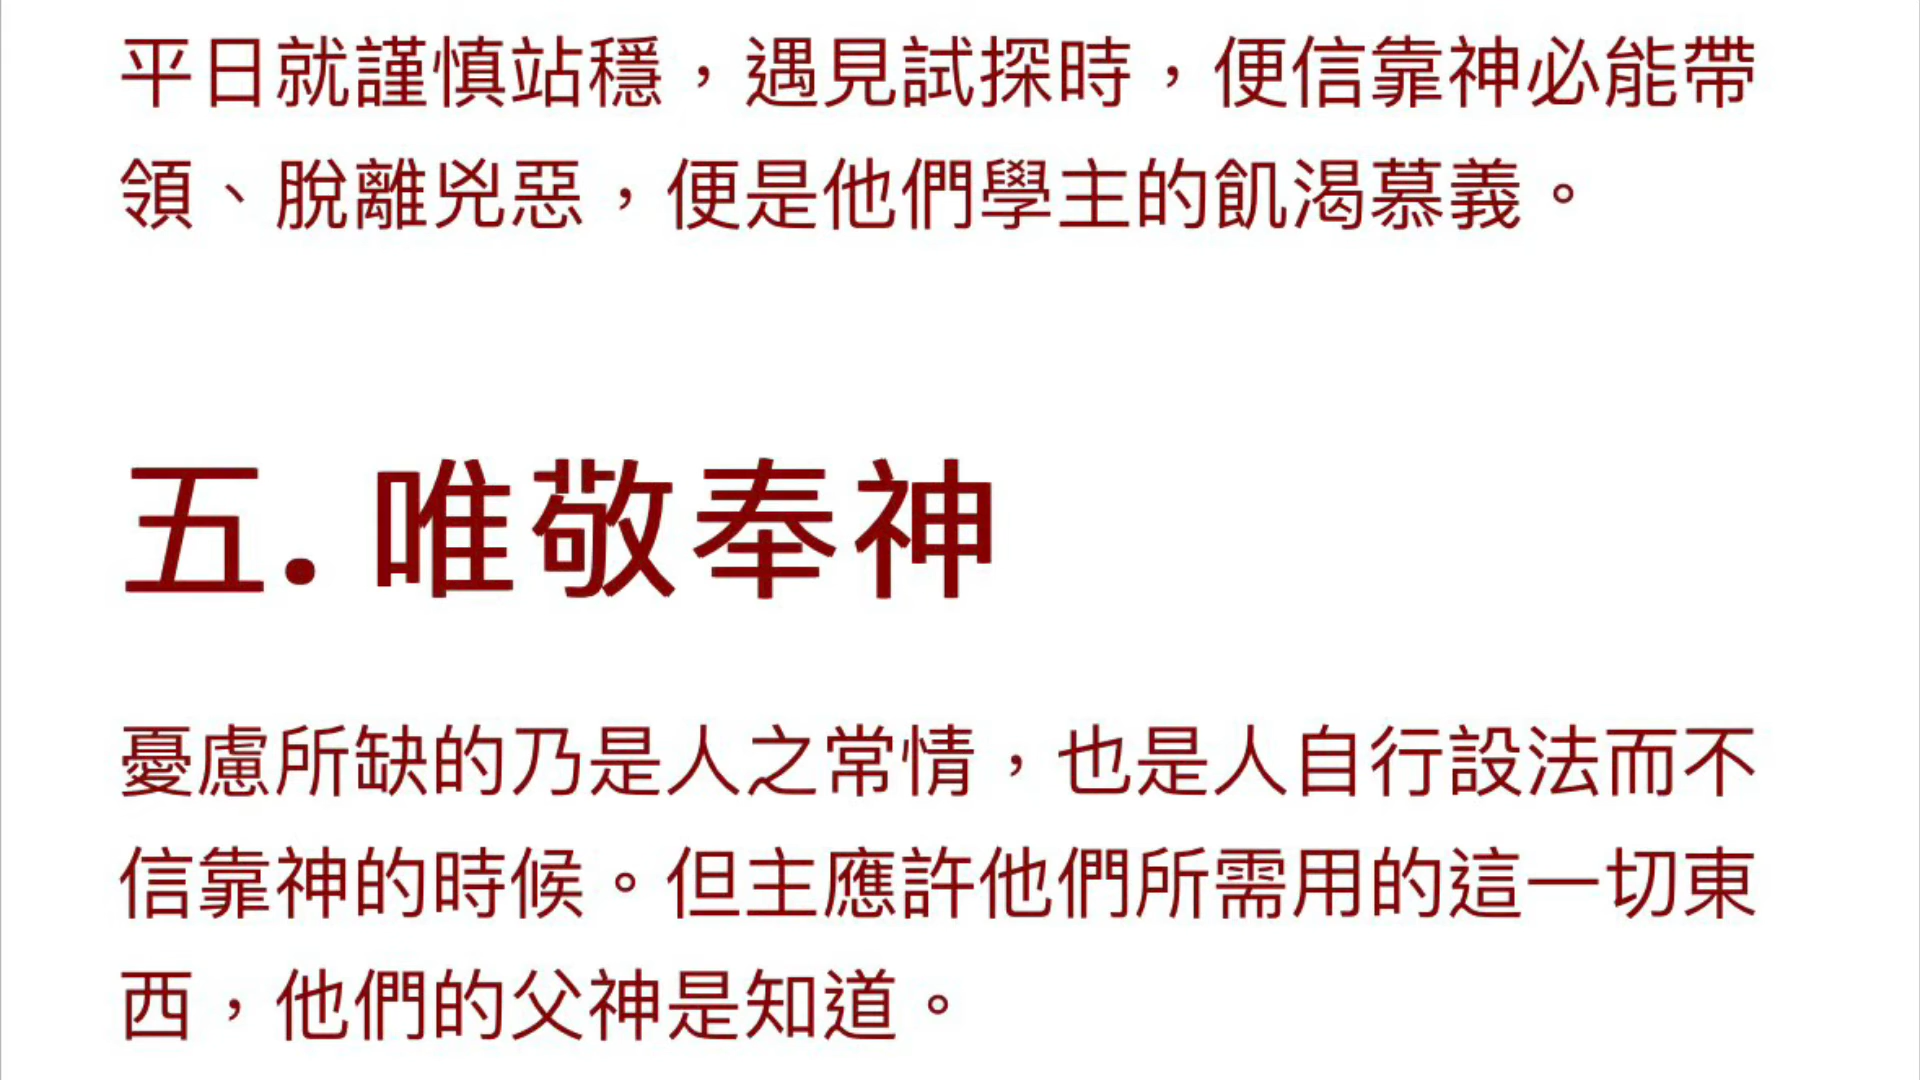 平日就謹慎站穩，遇見試探時，便信靠神必能帶
領、脫離兇惡，便是他們學主的飢渴慕義。
五. 唯敬奉神
憂慮所缺的乃是人之常情，也是人自行設法而不
信靠神的時候。但主應許他們所需用的這一切東
西，他們的父神是知道。